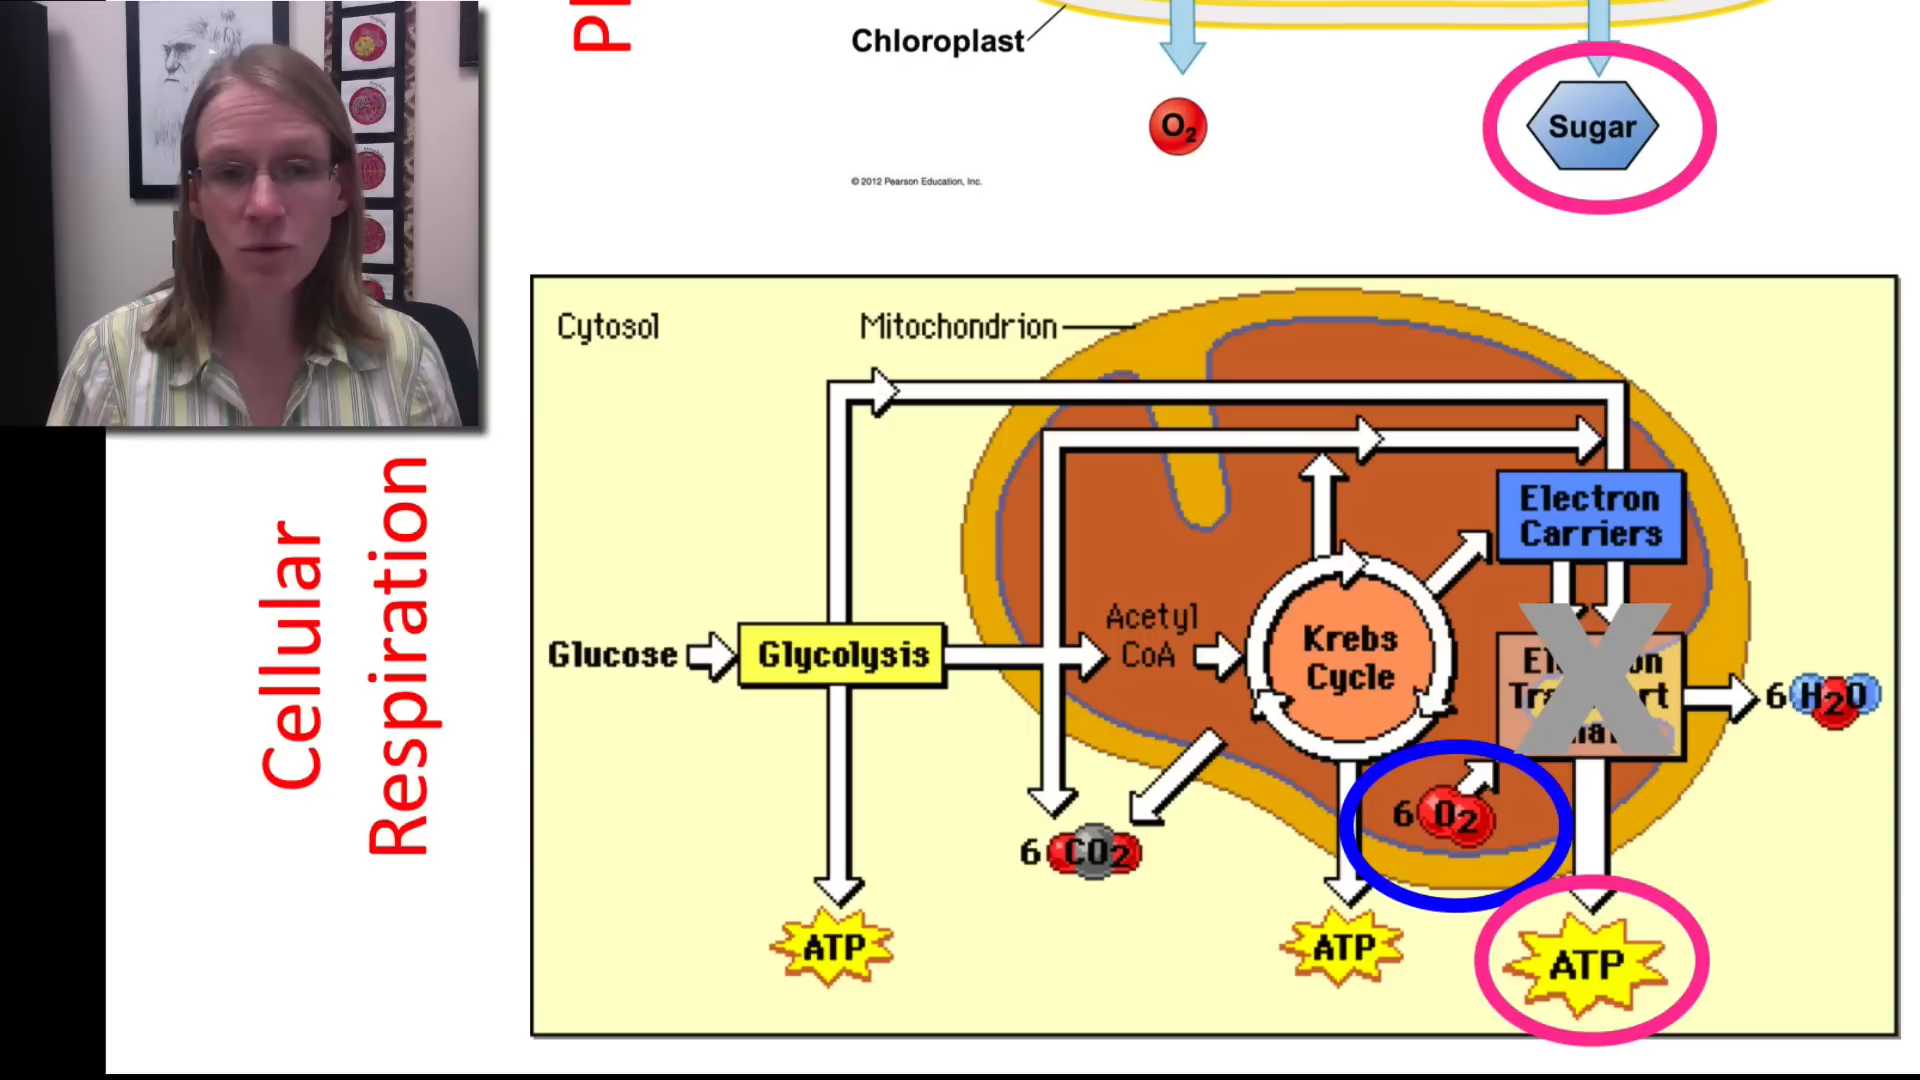 Pl
Chloroplast
O2
Sugar
© 2012 Pearson Education, Inc.
Cellular
Respiration
Cytosol
Mitochondrion
Electron
Carriers
Acetyl
CoA
Glucose
Glycolysis
Krebs
Cycle
X
6 H2O
6 O2
6 CO2
ATP
ATP
ATP